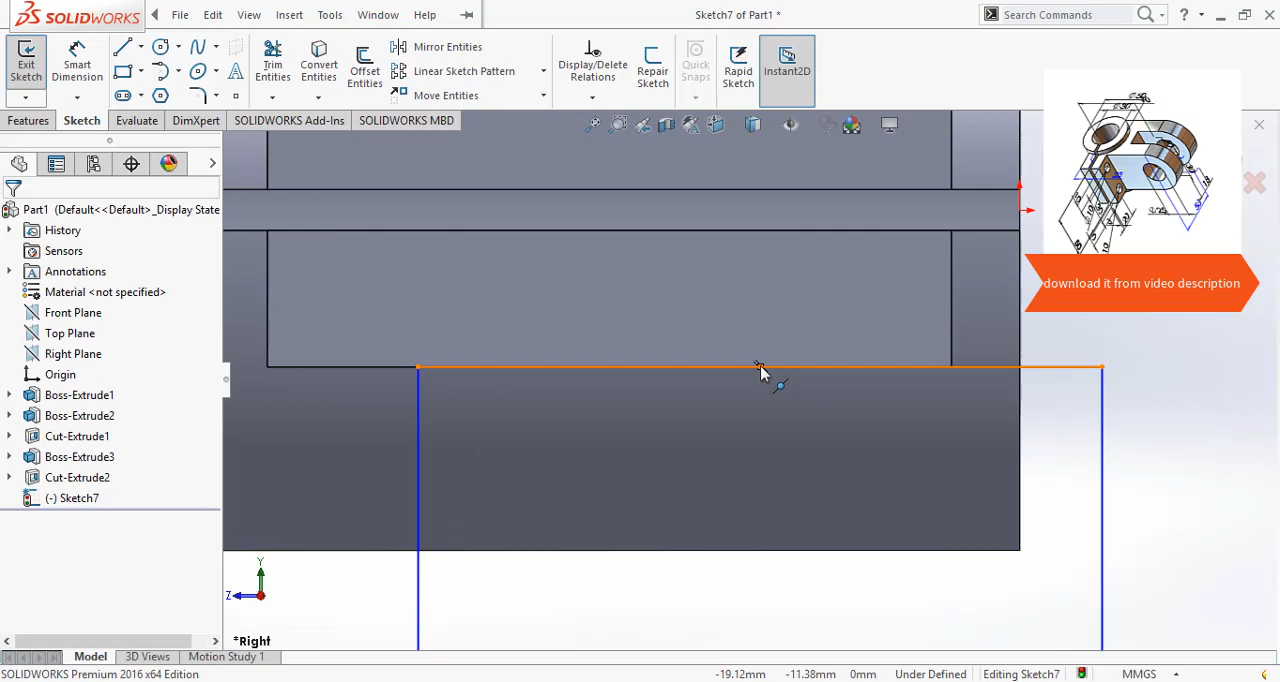 SOLIDWORKS
File Edit View Insert Tools Window Help
Sketch7 of Part1 *
Search Commands
?
Exit Sketch
Smart Dimension
Trim Entities
Convert Entities
Offset Entities
Mirror Entities
Linear Sketch Pattern
Move Entities
Display/Delete Relations
Repair Sketch
Quick Snaps
Rapid Sketch
Instant2D
Features Sketch Evaluate DimXpert SOLIDWORKS Add-Ins SOLIDWORKS MBD
Part1 (Default<<Default>_Display State
History
Sensors
Annotations
Material <not specified>
Front Plane
Top Plane
Right Plane
Origin
Boss-Extrude1
Boss-Extrude2
Cut-Extrude1
Boss-Extrude3
Cut-Extrude2
(-) Sketch7
download it from video description
Y
Z
*Right
Model 3D Views Motion Study 1
SOLIDWORKS Premium 2016 x64 Edition
-19.12mm -11.38mm 0mm Under Defined Editing Sketch7 MMGS